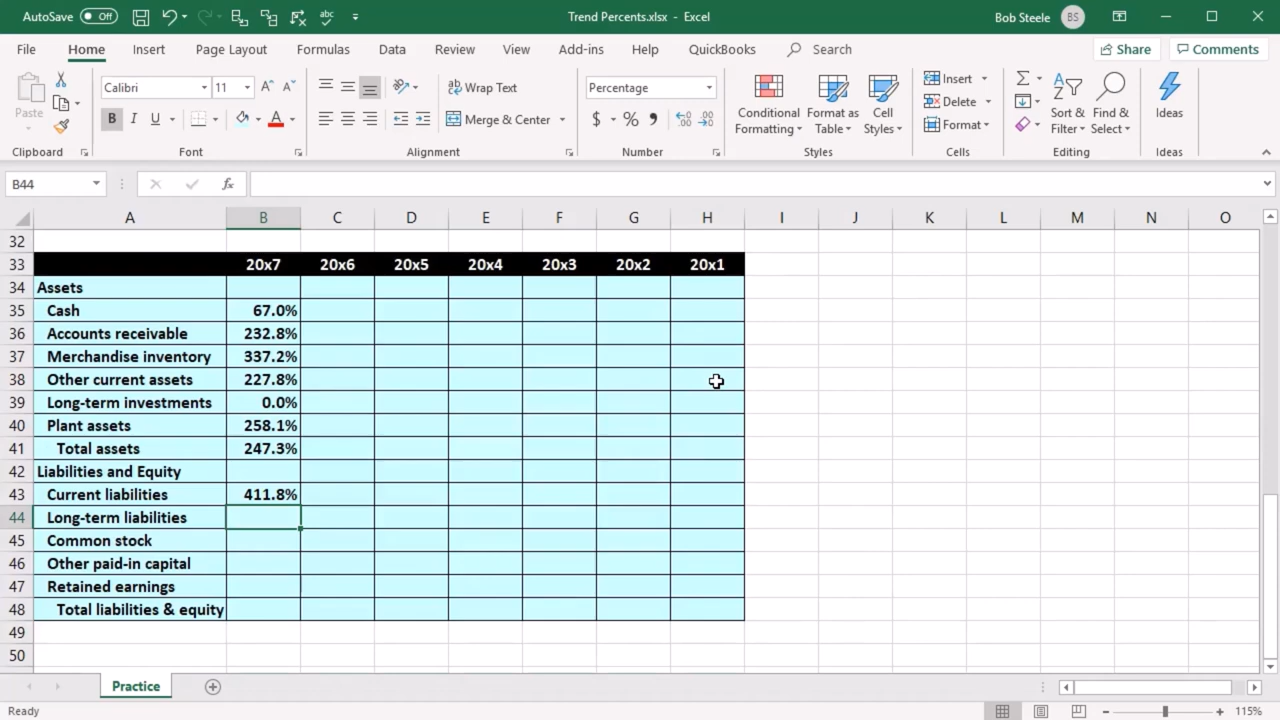 AutoSave Off
Trend Percents.xlsx - Excel
Bob Steele BS
File Home Insert Page Layout Formulas Data Review View Add-ins Help QuickBooks Search Share Comments
Paste
Clipboard
Calibri 11
B I U
Font
Wrap Text
Merge & Center
Alignment
Percentage
$ % ,
Number
Conditional Formatting
Format as Table
Cell Styles
Styles
Insert
Delete
Format
Cells
Sort & Filter
Find & Select
Editing
Ideas
Ideas
B44 fx
A B C D E F G H I J K L M N O
32
33 20x7 20x6 20x5 20x4 20x3 20x2 20x1
34 Assets
35 Cash 67.0%
36 Accounts receivable 232.8%
37 Merchandise inventory 337.2%
38 Other current assets 227.8%
39 Long-term investments 0.0%
40 Plant assets 258.1%
41 Total assets 247.3%
42 Liabilities and Equity
43 Current liabilities 411.8%
44 Long-term liabilities
45 Common stock
46 Other paid-in capital
47 Retained earnings
48 Total liabilities & equity
49
50
Practice
Ready 115%